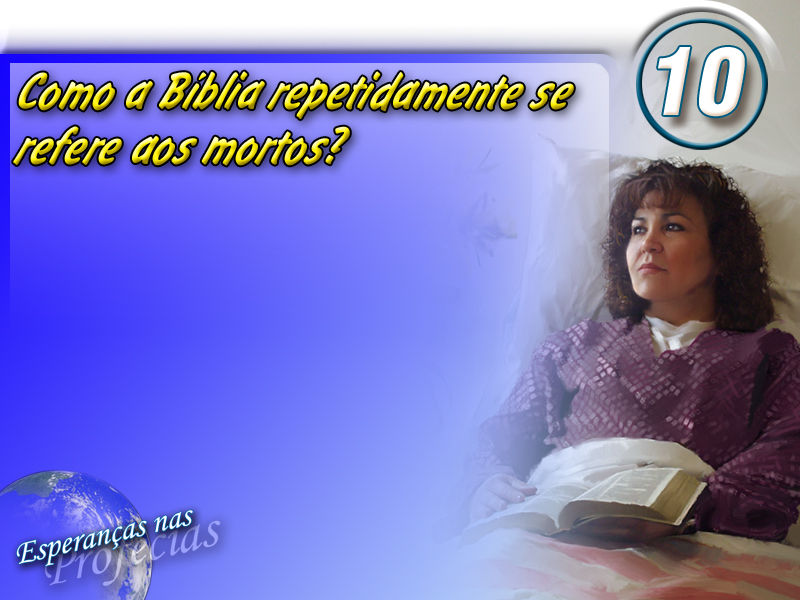 10
Como a Bíblia repetidamente se
refere aos mortos?
Esperanças nas
Profecias